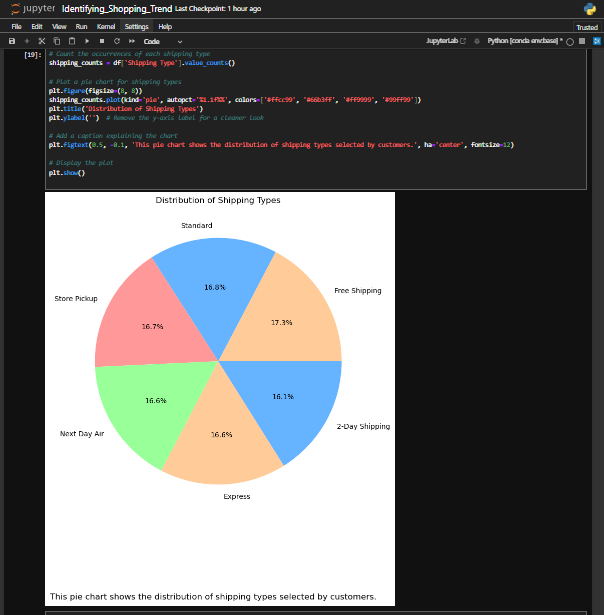 jupyter Identifying_Shopping_Trend Last Checkpoint: 1 hour ago
File Edit View Run Kernel Settings Help Trusted
Code JupyterLab Python [conda env:base] *
[19]: # Count the occurrences of each shipping type
shipping_counts = df['Shipping Type'].value_counts()
# Plot a pie chart for shipping types
plt.figure(figsize=(8, 8))
shipping_counts.plot(kind='pie', autopct='%1.1f%%', colors=['#ffcc99', '#66b3ff', '#ff9999', '#99ff99'])
plt.title('Distribution of Shipping Types')
plt.ylabel('') # Remove the y-axis label for a cleaner look
# Add a caption explaining the chart
plt.figtext(0.5, -0.1, 'This pie chart shows the distribution of shipping types selected by customers.', ha='center', fontsize=12)
# Display the plot
plt.show()
Distribution of Shipping Types
Standard
16.8%
Free Shipping
Store Pickup
17.3%
16.7%
16.1%
16.6%
2-Day Shipping
Next Day Air
16.6%
Express
This pie chart shows the distribution of shipping types selected by customers.